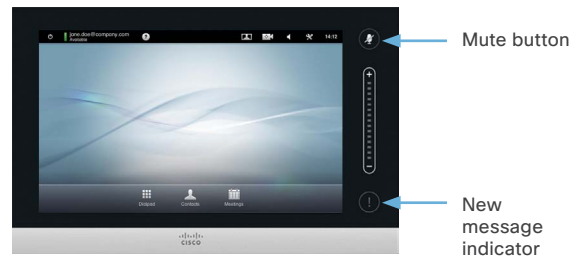 jane.doe@company.com
Available
?
14:12
Mute button
+
−
Dialpad
Contacts
Meetings
!
New
message
indicator
CISCO